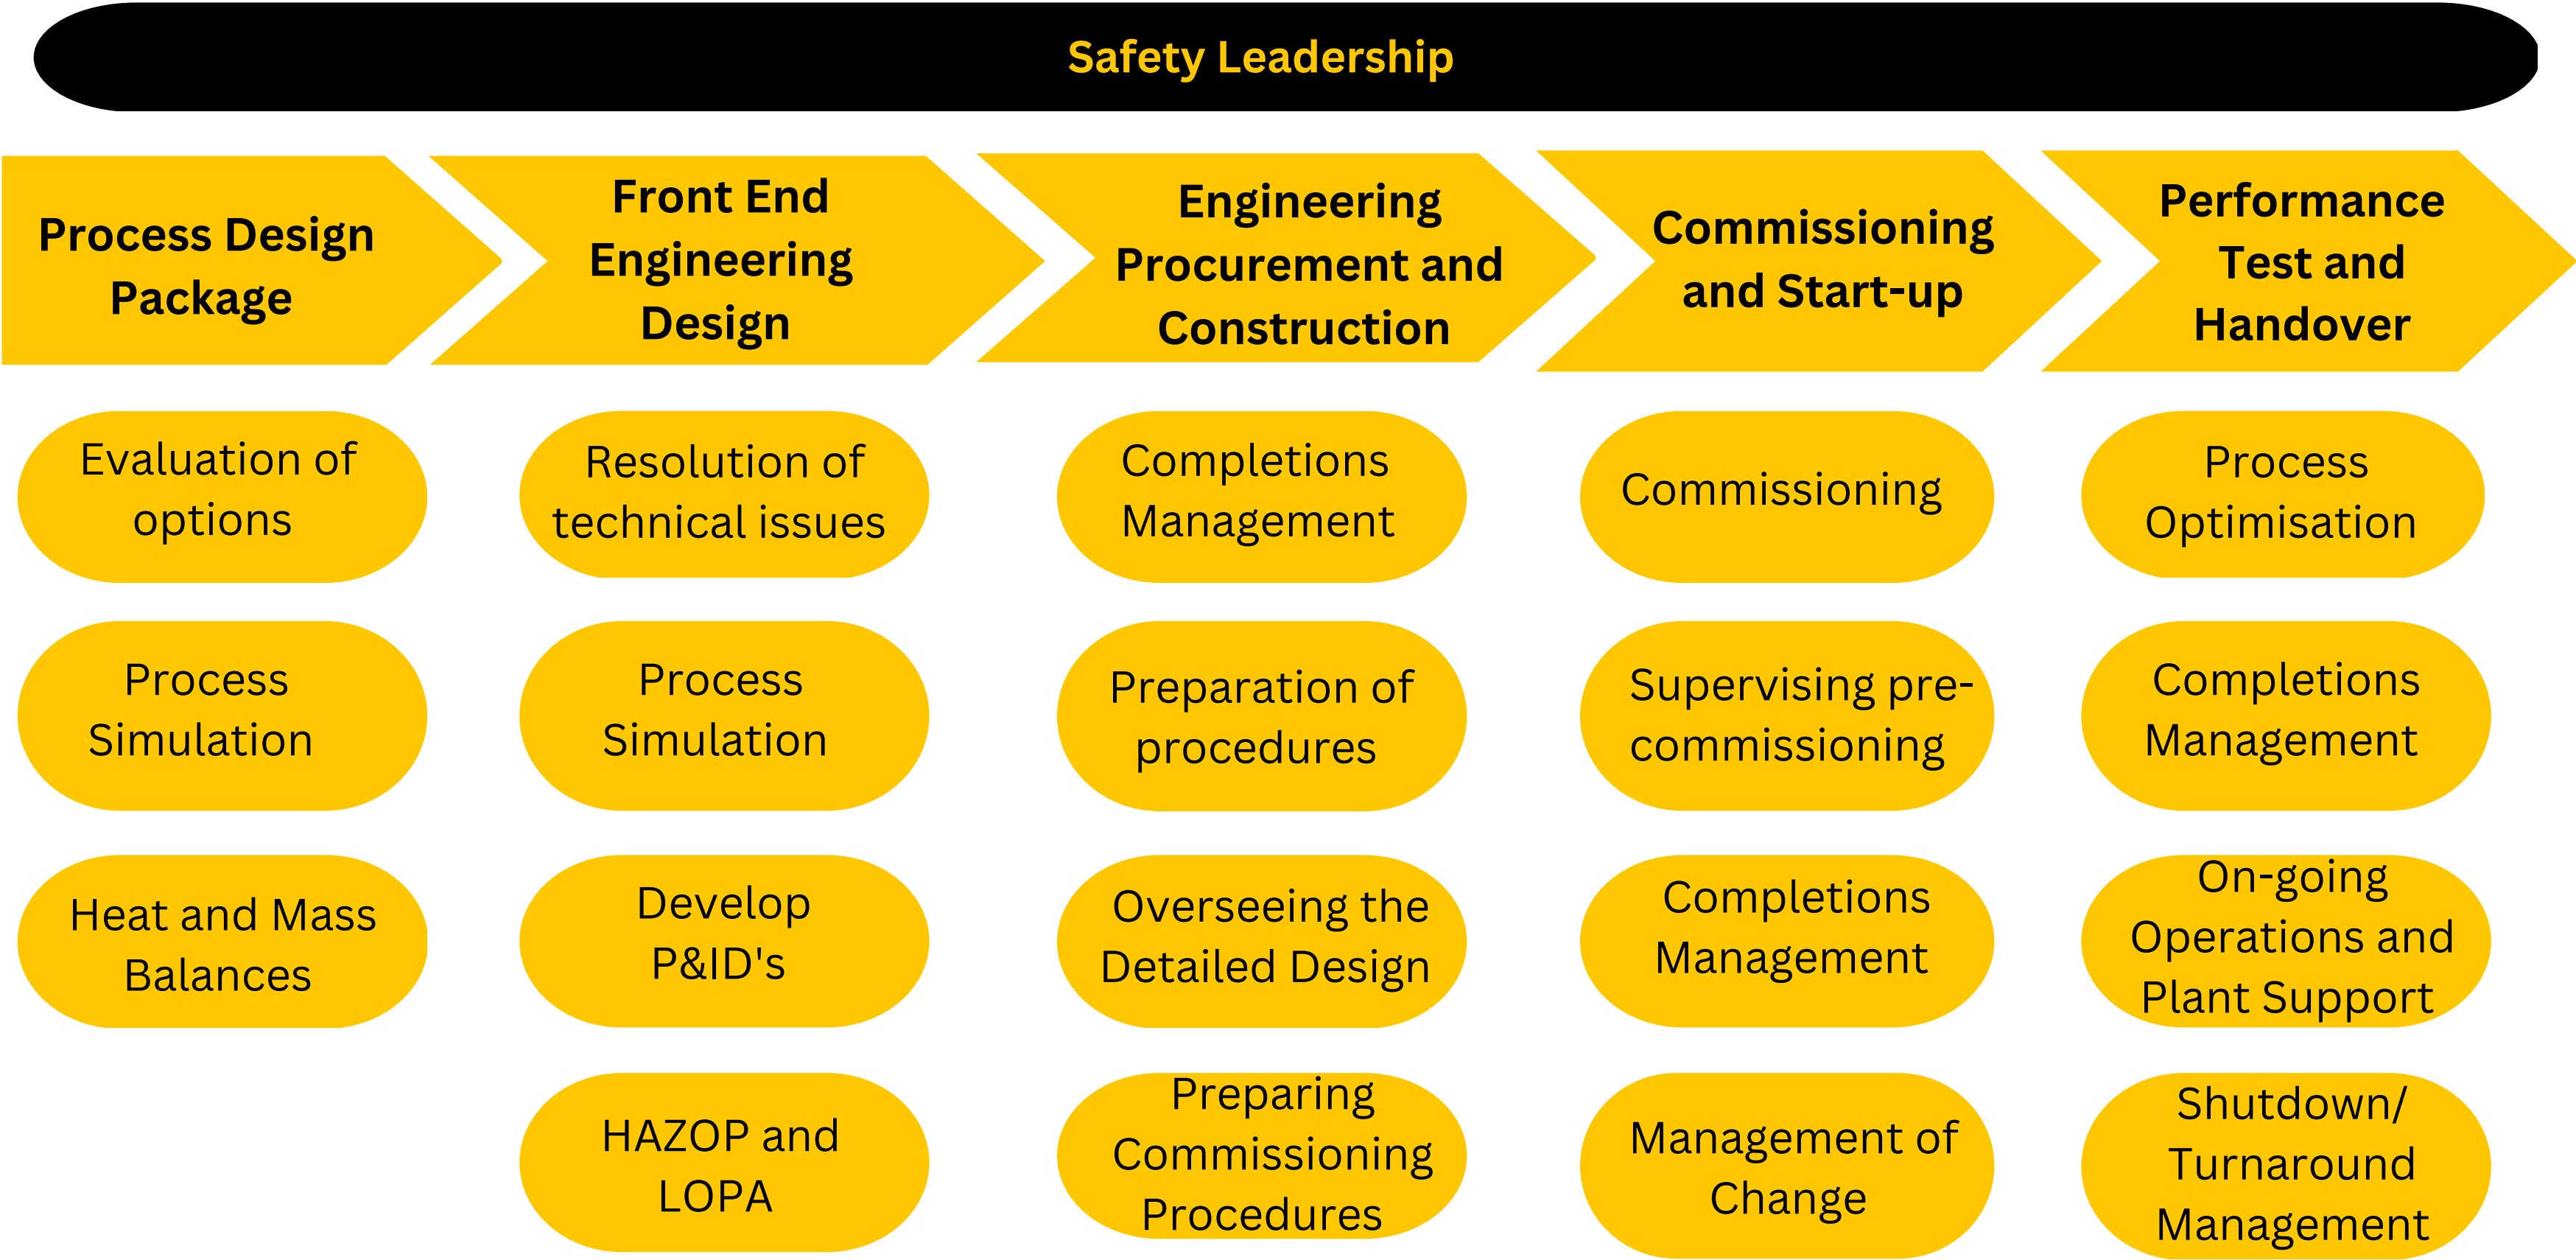 Safety Leadership
Process Design
Package
Front End
Engineering
Design
Engineering
Procurement and
Construction
Commissioning
and Start-up
Performance
Test and
Handover
Evaluation of
options
Resolution of
technical issues
Completions
Management
Commissioning
Process
Optimisation
Process
Simulation
Process
Simulation
Preparation of
procedures
Supervising pre-
commissioning
Completions
Management
Heat and Mass
Balances
Develop
P&ID's
Overseeing the
Detailed Design
Completions
Management
On-going
Operations and
Plant Support
HAZOP and
LOPA
Preparing
Commissioning
Procedures
Management of
Change
Shutdown/
Turnaround
Management